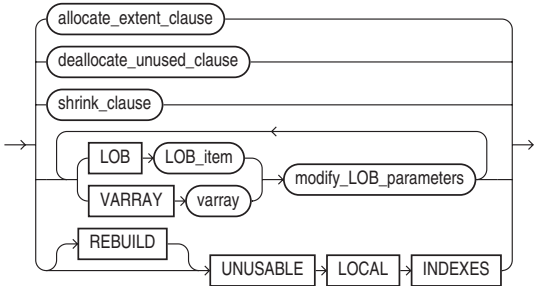 allocate_extent_clause
deallocate_unused_clause
shrink_clause
LOB LOB_item
modify_LOB_parameters
VARRAY varray
REBUILD
UNUSABLE LOCAL INDEXES